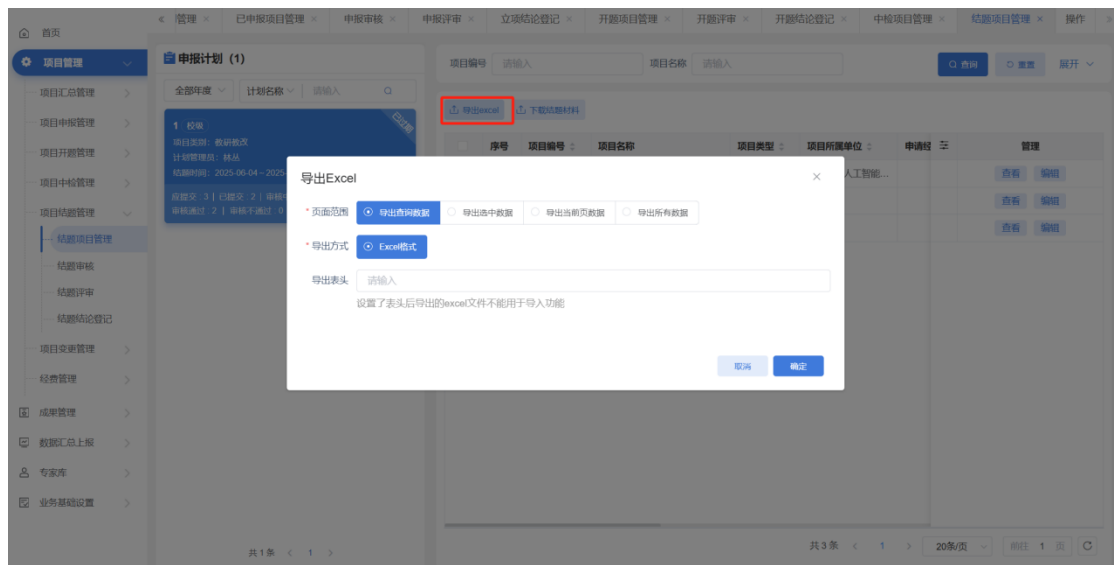 首页
项目管理
项目汇总管理
项目申报管理
项目开题管理
项目中检管理
项目结题管理
结题项目管理
结题审核
结题评审
结题结论登记
项目变更管理
经费管理
成果管理
数据汇总上报
专家库
业务基础设置
管理 × 已申报项目管理 × 申报审核 × 申报评审 × 立项结论登记 × 开题项目管理 × 开题评审 × 开题结论登记 × 中检项目管理 × 结题项目管理 × 操作
申报计划（1）
全部年度 计划名称 请输入
1 校级
已过期
项目类别：教研教改
计划管理员：林丛
结题时间：2025-06-04~2025-
应提交：3 | 已提交：2 | 审核中
审核通过：2 | 审核不通过：0
共 1 条 < 1 >
项目编号 请输入 项目名称 请输入 查询 重置 展开
导出excel 下载结题材料
序号 项目编号 项目名称 项目类型 项目所属单位 申请经 管理
人工智能... 查看 编辑
查看 编辑
查看 编辑
导出Excel ×
* 页面范围 导出查询数据 导出选中数据 导出当前页数据 导出所有数据
* 导出方式 Excel格式
导出表头 请输入
设置了表头后导出的excel文件不能用于导入功能
取消 确定
共 3 条 < 1 > 20条/页 前往 1 页